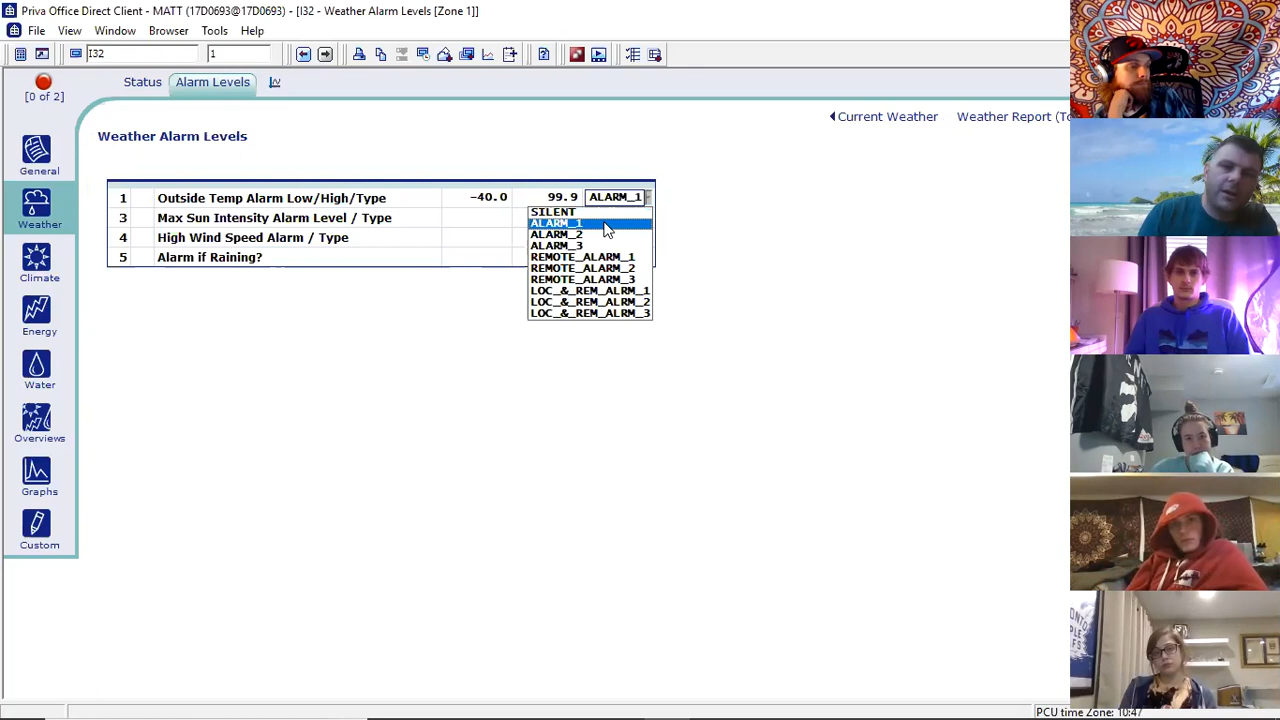 Priva Office Direct Client - MATT (17D0693@17D0693) - [I32 - Weather Alarm Levels [Zone 1]]
File View Window Browser Tools Help
I32 1
[0 of 2]
Status Alarm Levels
Current Weather Weather Report (To
Weather Alarm Levels
General
Weather
Climate
Energy
Water
Overviews
Graphs
Custom
1 Outside Temp Alarm Low/High/Type -40.0 99.9 ALARM_1
3 Max Sun Intensity Alarm Level / Type
4 High Wind Speed Alarm / Type
5 Alarm if Raining?
SILENT
ALARM_1
ALARM_2
ALARM_3
REMOTE_ALARM_1
REMOTE_ALARM_2
REMOTE_ALARM_3
LOC_&_REM_ALRM_1
LOC_&_REM_ALRM_2
LOC_&_REM_ALRM_3
PCU time Zone: 10:47